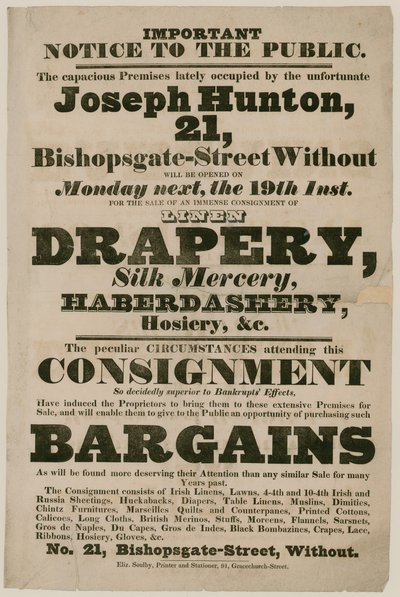 IMPORTANT
NOTICE TO THE PUBLIC.
The capacious Premises lately occupied by the unfortunate
Joseph Hunton,
21,
Bishopsgate-Street Without
WILL BE OPENED ON
Monday next, the 19th Inst.
FOR THE SALE OF AN IMMENSE CONSIGNMENT OF
LINEN
DRAPERY,
Silk Mercery,
HABERDASHERY,
Hosiery, &c.
The peculiar CIRCUMSTANCES attending this
CONSIGNMENT
So decidedly superior to Bankrupts' Effects,
Have induced the Proprietors to bring them to these extensive Premises for
Sale, and will enable them to give to the Public an opportunity of purchasing such
BARGAINS
As will be found more deserving their Attention than any similar Sale for many
Years past.
The Consignment consists of Irish Linens, Lawns, 4-4th and 10-4th Irish and
Russia Sheetings, Huckabacks, Diapers, Table Linens, Muslins, Dimities,
Chintz Furnitures, Marseilles Quilts and Counterpanes, Printed Cottons,
Calicoes, Long Cloths, British Merinos, Stuffs, Moreens, Flannels, Sarsnets,
Gros de Naples, Du Capes, Gros de Indes, Black Bombazines, Crapes, Lace,
Ribbons, Hosiery, Gloves, &c.
No. 21, Bishopsgate-Street, Without.
Eliz. Soulby, Printer and Stationer, 91, Gracechurch-Street.